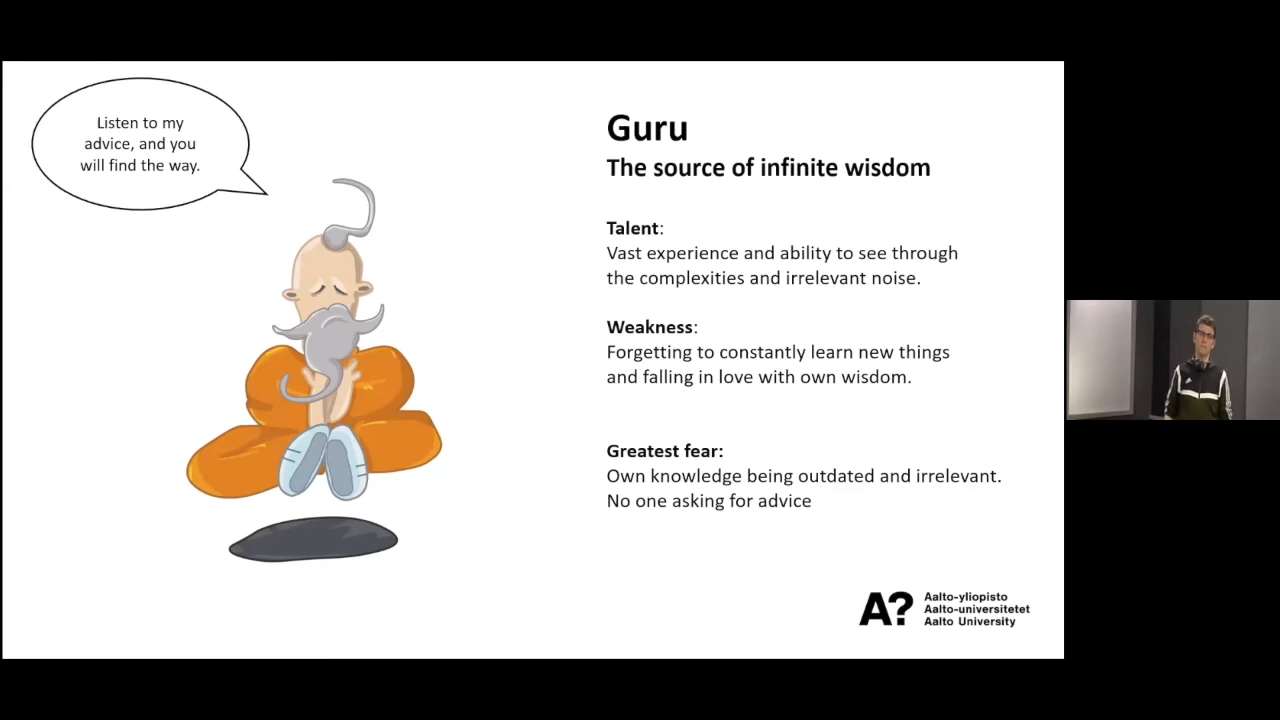 Listen to my
advice, and you
will find the way.
Guru
The source of infinite wisdom
Talent:
Vast experience and ability to see through
the complexities and irrelevant noise.
Weakness:
Forgetting to constantly learn new things
and falling in love with own wisdom.
Greatest fear:
Own knowledge being outdated and irrelevant.
No one asking for advice
A?
Aalto-yliopisto
Aalto-universitetet
Aalto University